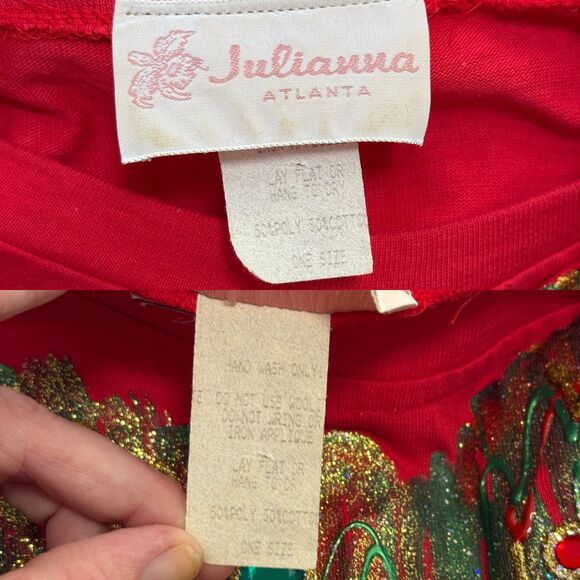 Julianna
ATLANTA
LAY FLAT OR
HANG TO DRY
50%POLY 50%COTTON
ONE SIZE
HAND WASH ONLY
DO NOT USE WOOL
DO NOT WRING OR
IRON APPLIQUE
LAY FLAT OR
HANG TO DRY
50%POLY 50%COTTON
ONE SIZE